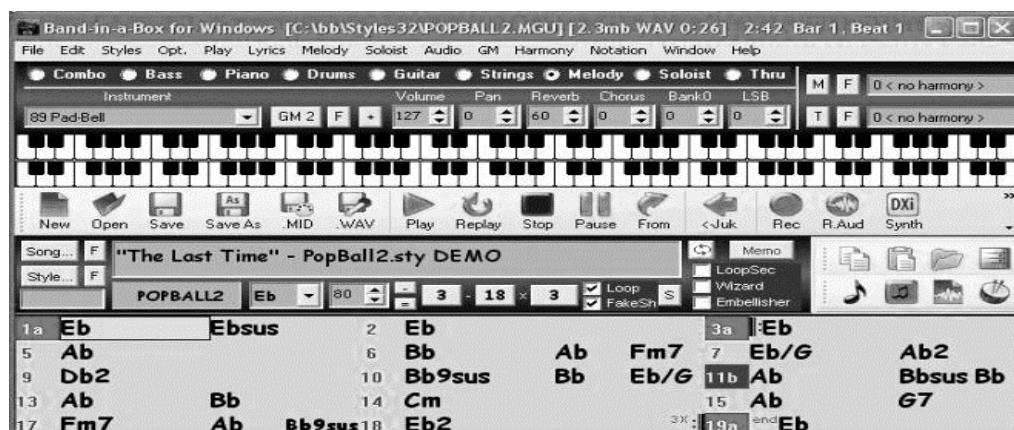 Band-in-a-Box for Windows [C:\bb\Styles32\POPBALL2.MGU] [2.3mb WAV 0:26] 2:42 Bar 1, Beat 1
File Edit Styles Opt. Play Lyrics Melody Soloist Audio GM Harmony Notation Window Help
Combo Bass Piano Drums Guitar Strings Melody Soloist Thru
M F 0 < no harmony >
Instrument Volume Pan Reverb Chorus Bank0 LSB
89 Pad-Bell GM 2 F + 127 0 60 0 0 0 T F 0 < no harmony >
New Open Save Save As .MID .WAV Play Replay Stop Pause From <Juk Rec R.Aud DXi Synth
Song... F "The Last Time" - PopBall2.sty DEMO Memo
Style... F LoopSec
POPBALL2 Eb 80 - = 3 - 18 x 3 Loop FakeSh S Wizard
Embellisher
1a Eb Ebsus 2 Eb 3a Eb
5 Ab 6 Bb Ab Fm7 7 Eb/G Ab2
9 Db2 10 Bb9sus Bb Eb/G 11b Ab Bbsus Bb
13 Ab Bb 14 Cm 15 Ab G7
17 Fm7 Ab Bb9sus 18 Eb2 3X: 19a end Eb